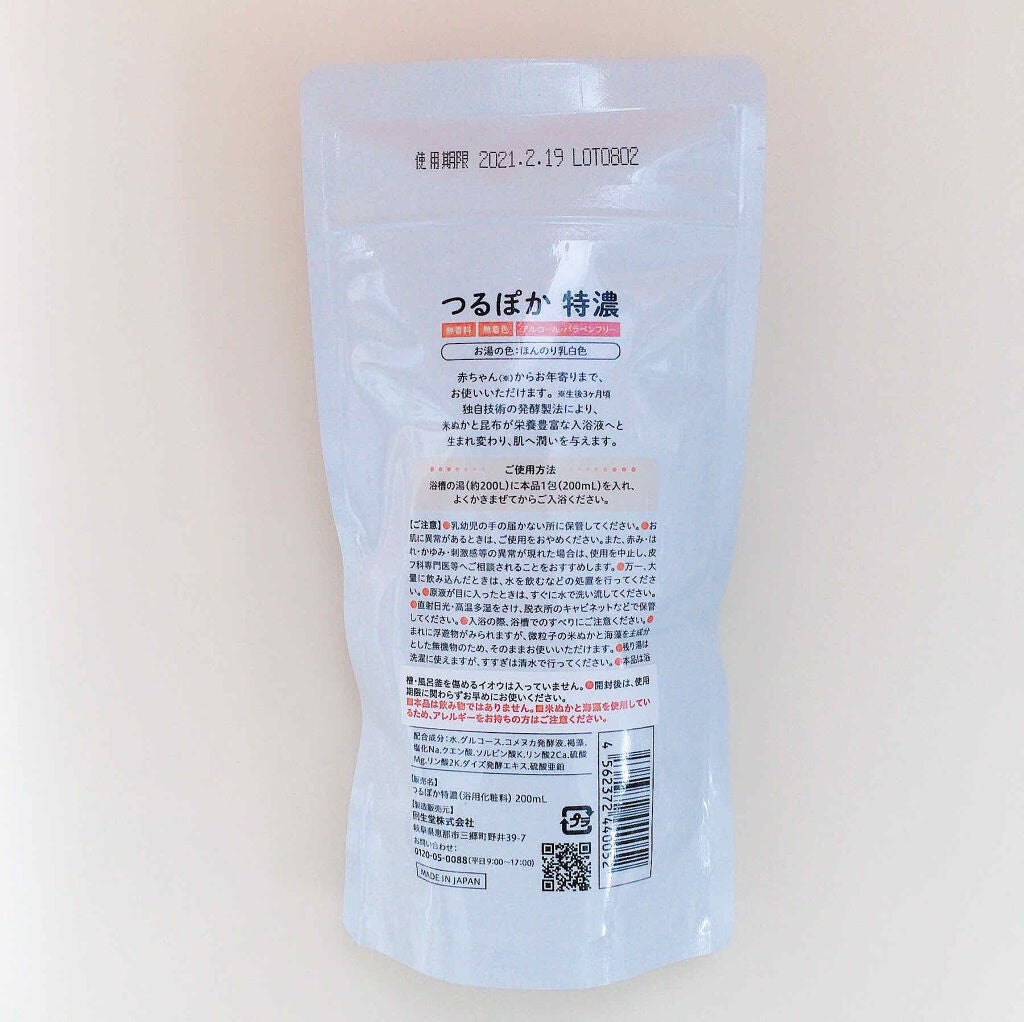 使用期限 2021.2.19 LOT0802
つるぽか 特濃
無香料 無着色 アルコール・パラベンフリー
お湯の色：ほんのり乳白色
赤ちゃん(※)からお年寄りまで、
お使いいただけます。※生後3ヶ月頃
独自技術の発酵製法により、
米ぬかと昆布が栄養豊富な入浴液へと
生まれ変わり、肌へ潤いを与えます。
ご使用方法
浴槽の湯(約200L)に本品1包(200mL)を入れ、
よくかきまぜてからご入浴ください。
【ご注意】●乳幼児の手の届かない所に保管してください。●お
肌に異常があるときは、ご使用をおやめください。また、赤み・は
れ・かゆみ・刺激感等の異常が現れた場合は、使用を中止し、皮
フ科専門医等へご相談されることをおすすめします。●万一、大
量に飲み込んだときは、水を飲むなどの処置を行ってくださ
い。●原液が目に入ったときは、すぐに水で洗い流してください。
●直射日光・高温多湿をさけ、脱衣所のキャビネットなどで保管
してください。●入浴の際、浴槽でのすべりにご注意ください。●
まれに浮遊物がみられますが、微粒子の米ぬかと海藻を主成分
とした無機物のため、そのままお使いいただけます。●残り湯は
洗濯に使えますが、すすぎは清水で行ってください。●本品は浴
槽・風呂釜を傷めるイオウは入っていません。●開封後は、使用
期限に関わらずお早めにお使いください。
■本品は飲み物ではありません。■米ぬかと海藻を使用してい
るため、アレルギーをお持ちの方はご注意ください。
配合成分：水、グルコース、コメヌカ発酵液、褐藻、
塩化Na、クエン酸、ソルビン酸K、リン酸2Ca、硫酸
Mg、リン酸2K、ダイズ発酵エキス、硫酸亜鉛
【販売名】
つるぽか特濃(浴用化粧料) 200mL
【製造販売元】
回生堂株式会社
岐阜県恵那市三郷町野井39-7
お問い合わせ：
0120-05-0088(平日9:00〜17:00)
MADE IN JAPAN
プラ
4 562372 440052